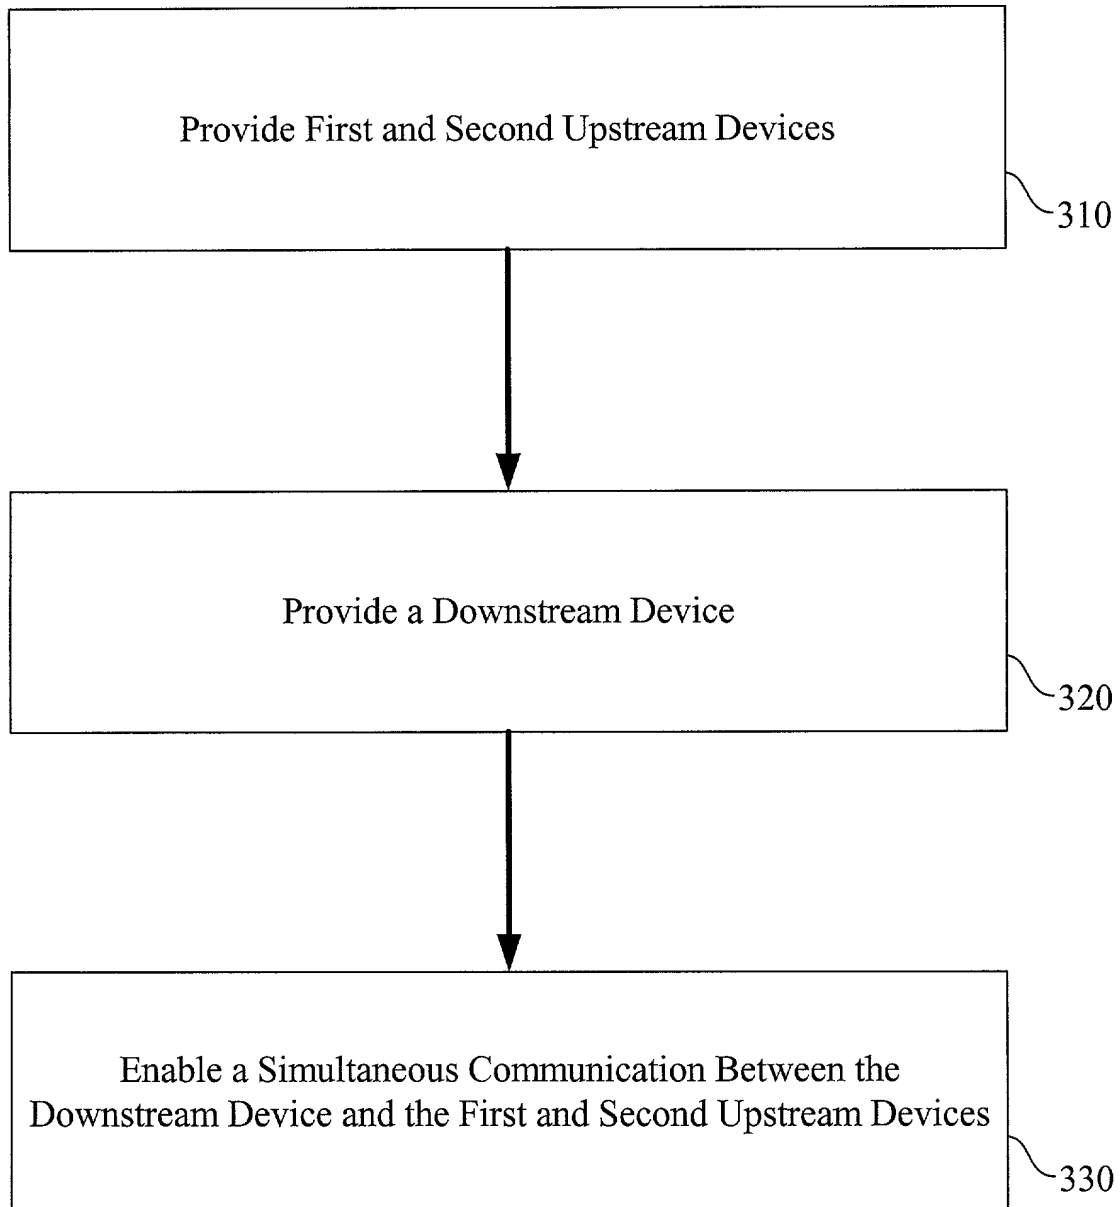 Provide First and Second Upstream Devices
310
Provide a Downstream Device
320
Enable a Simultaneous Communication Between the
Downstream Device and the First and Second Upstream Devices
330